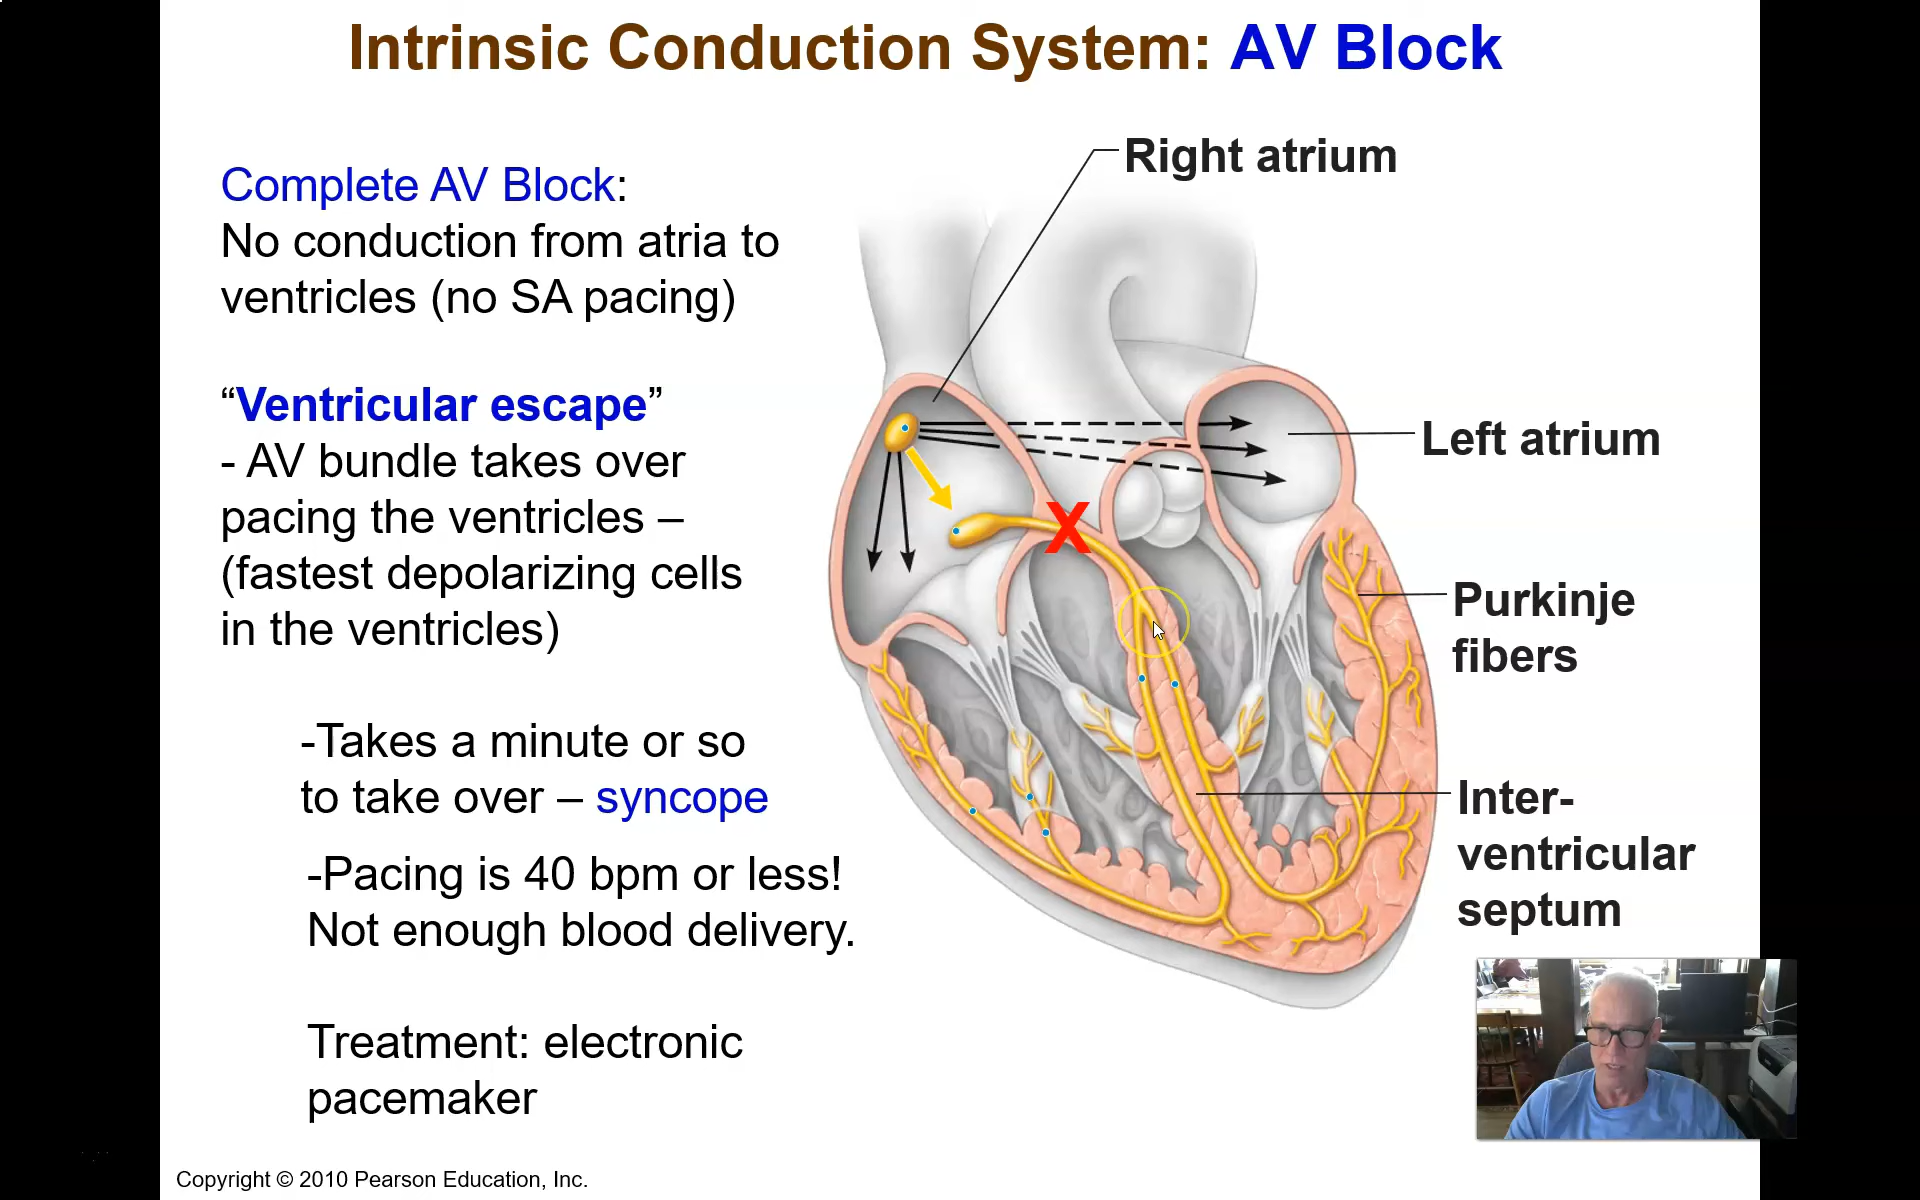 Intrinsic Conduction System: AV Block
Right atrium
Complete AV Block:
No conduction from atria to
ventricles (no SA pacing)
“Ventricular escape”
- AV bundle takes over
pacing the ventricles –
(fastest depolarizing cells
in the ventricles)
Left atrium
X
Purkinje
fibers
-Takes a minute or so
to take over – syncope
-Pacing is 40 bpm or less!
Not enough blood delivery.
Inter-
ventricular
septum
Treatment: electronic
pacemaker
Copyright © 2010 Pearson Education, Inc.